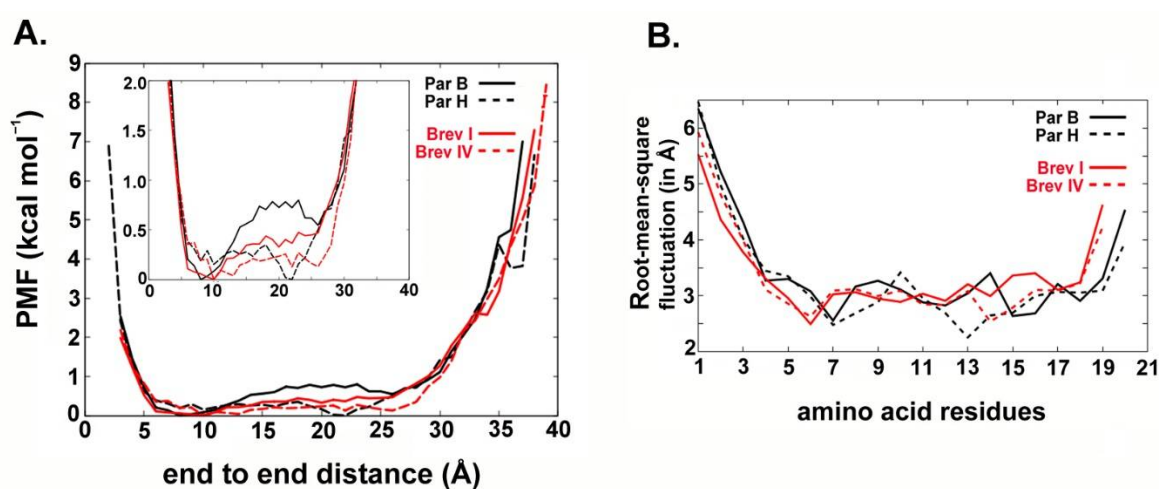 A.
PMF (kcal mol⁻¹)
9
8
7
6
5
4
3
2
1
0
0 5 10 15 20 25 30 35 40
end to end distance (Å)
Par B
Par H
Brev I
Brev IV
2.0
1.5
1.0
0.5
0
0 10 20 30 40
B.
Root-mean-square
fluctuation (in Å)
6
5
4
3
2
1 3 5 7 9 11 13 15 17 19 21
amino acid residues
Par B
Par H
Brev I
Brev IV